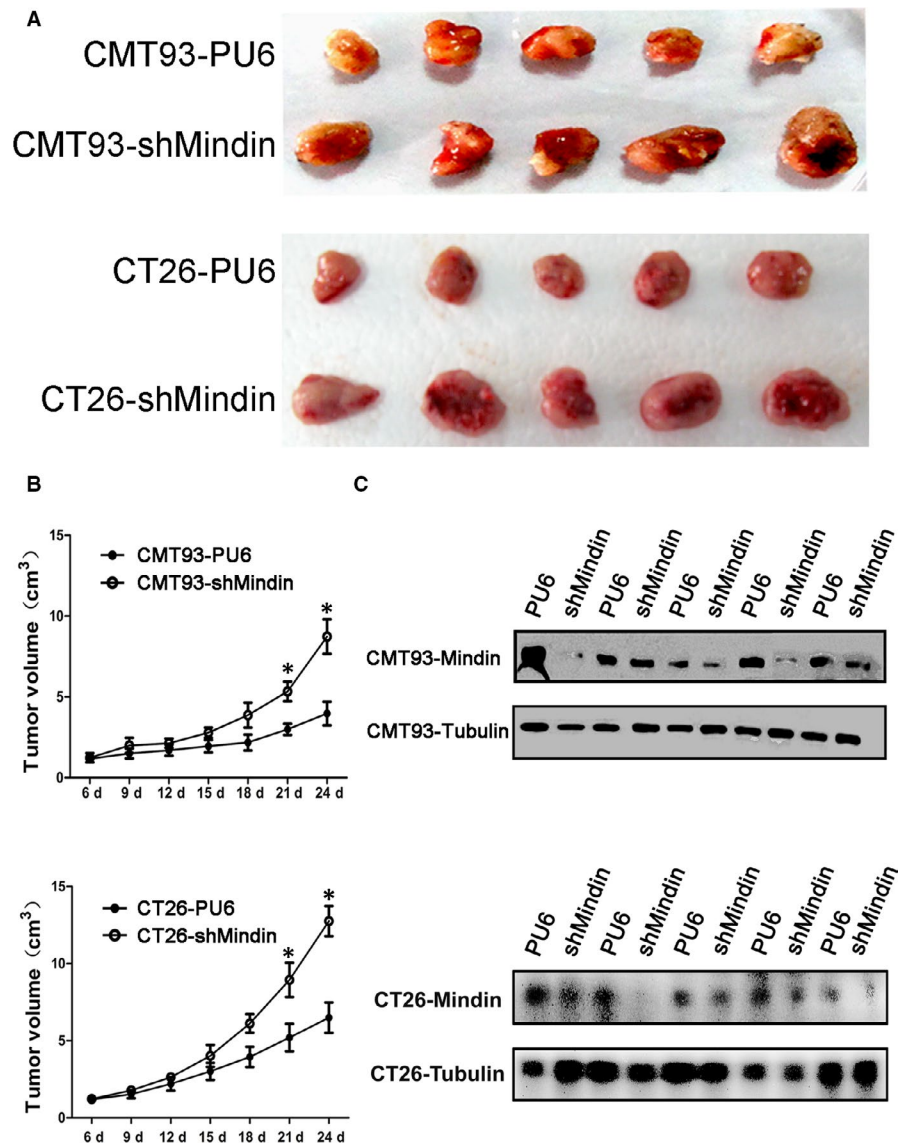 A
CMT93-PU6
CMT93-shMindin
CT26-PU6
CT26-shMindin
B
Tumor volume (cm³)
15
10
5
0
CMT93-PU6
CMT93-shMindin
*
*
6 d 9 d 12 d 15 d 18 d 21 d 24 d
Tumor volume (cm³)
15
10
5
0
CT26-PU6
CT26-shMindin
*
*
6 d 9 d 12 d 15 d 18 d 21 d 24 d
C
PU6 shMindin PU6 shMindin PU6 shMindin PU6 shMindin PU6 shMindin
CMT93-Mindin
CMT93-Tubulin
PU6 shMindin PU6 shMindin PU6 shMindin PU6 shMindin PU6 shMindin
CT26-Mindin
CT26-Tubulin